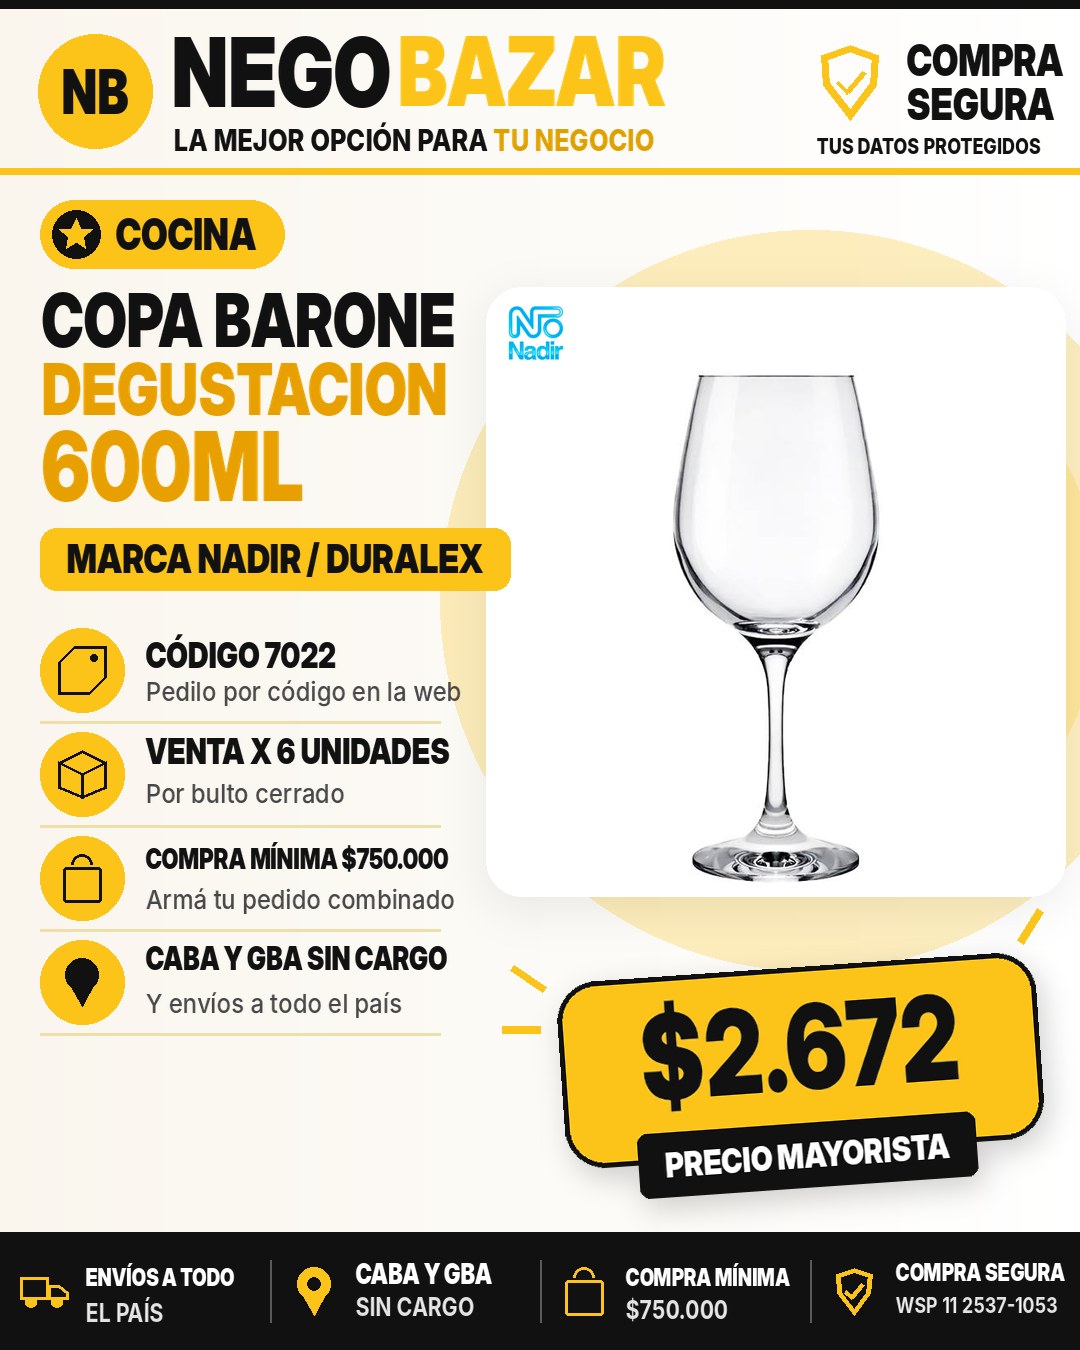 NB
NEGOBAZAR
LA MEJOR OPCIÓN PARA TU NEGOCIO
COMPRA
SEGURA
TUS DATOS PROTEGIDOS
COCINA
COPA BARONE
DEGUSTACION
600ML
MARCA NADIR / DURALEX
CÓDIGO 7022
Pedilo por código en la web
VENTA X 6 UNIDADES
Por bulto cerrado
COMPRA MÍNIMA $750.000
Armá tu pedido combinado
CABA Y GBA SIN CARGO
Y envíos a todo el país
Nadir
$2.672
PRECIO MAYORISTA
ENVÍOS A TODO
EL PAÍS
CABA Y GBA
SIN CARGO
COMPRA MÍNIMA
$750.000
COMPRA SEGURA
WSP 11 2537-1053